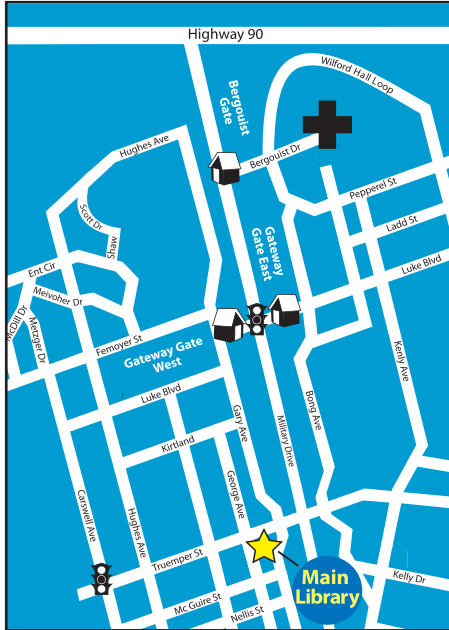 Highway 90
Wilford Hall Loop
Bergouist
Gate
Hughes Ave
Bergouist Dr
Pepperel St
Scott Dr
Ladd St
Shaw
Gateway
Gate East
Luke Blvd
Ent Cir
Meivoher Dr
McDill Dr
Metzger Dr
Femoyer St
Gateway Gate
West
Kenly Ave
Luke Blvd
Bong Ave
Gary Ave
Military Drive
Kirtland
George Ave
Carswell Ave
Hughes Ave
Truemper St
Main
Library
Kelly Dr
Mc Guire St
Nellis St